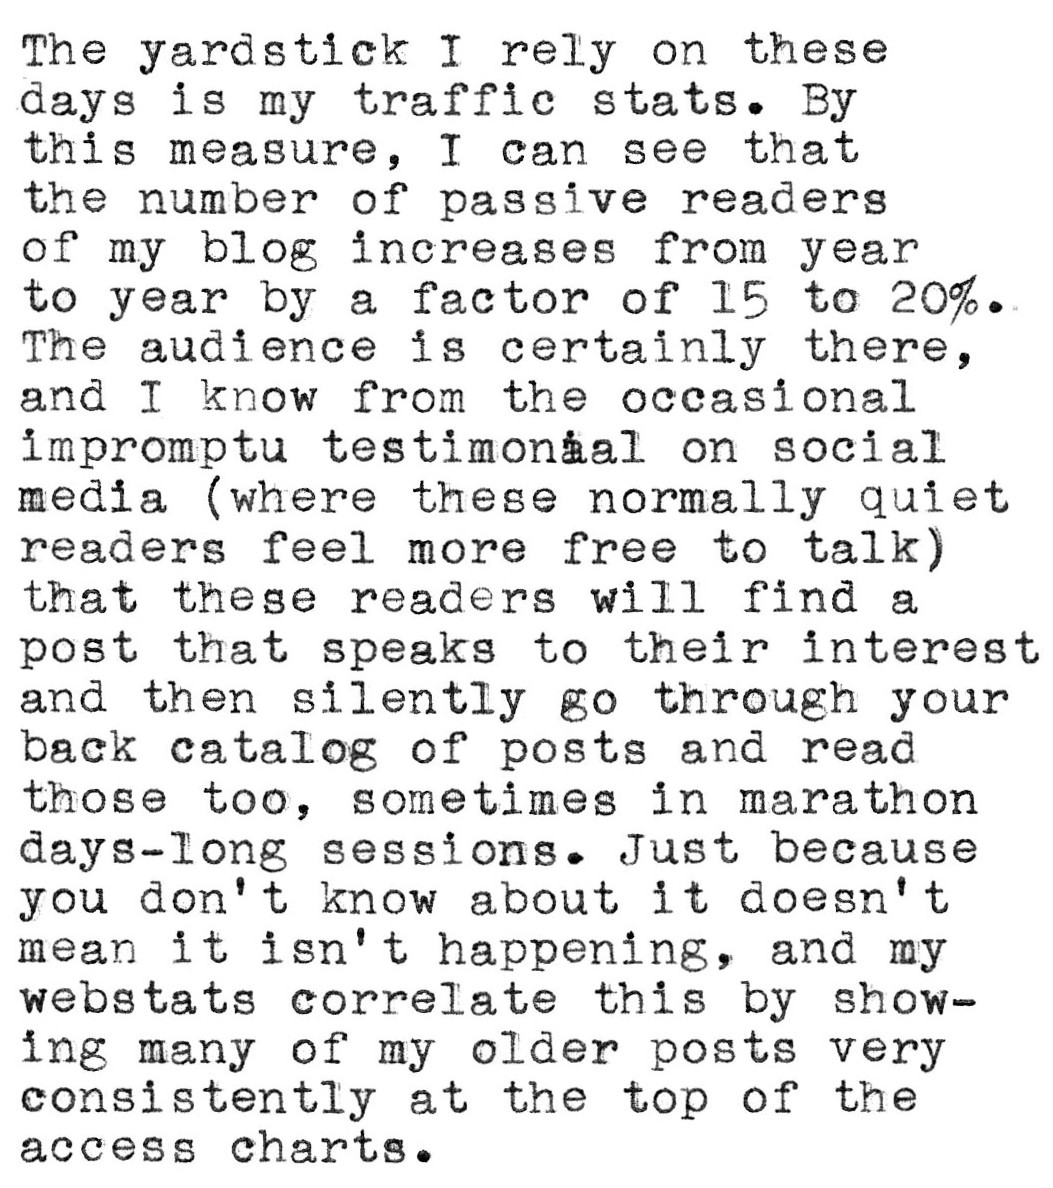 The yardstick I rely on these
days is my traffic stats. By
this measure, I can see that
the number of passive readers
of my blog increases from year
to year by a factor of 15 to 20%.
The audience is certainly there,
and I know from the occasional
impromptu testimonial on social
media (where these normally quiet
readers feel more free to talk)
that these readers will find a
post that speaks to their interest
and then silently go through your
back catalog of posts and read
those too, sometimes in marathon
days-long sessions. Just because
you don't know about it doesn't
mean it isn't happening, and my
webstats correlate this by show-
ing many of my older posts very
consistently at the top of the
access charts.